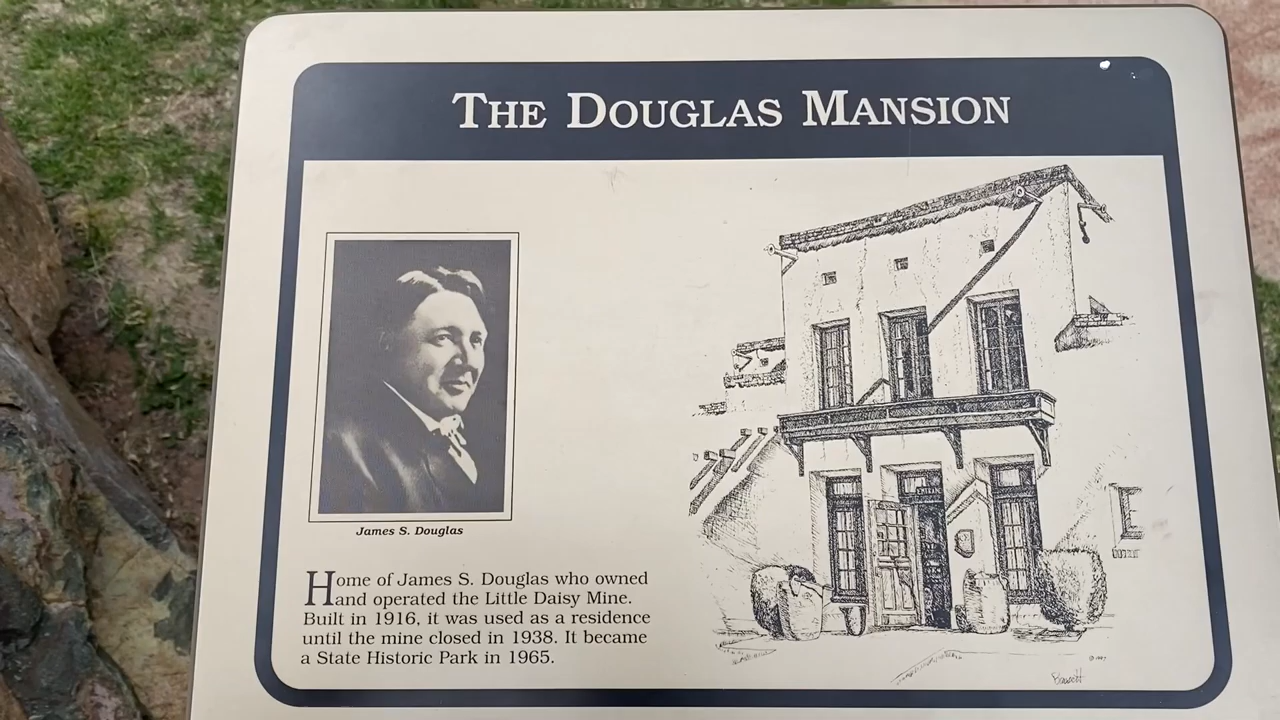 THE DOUGLAS MANSION
James S. Douglas
Home of James S. Douglas who owned
and operated the Little Daisy Mine.
Built in 1916, it was used as a residence
until the mine closed in 1938. It became
a State Historic Park in 1965.